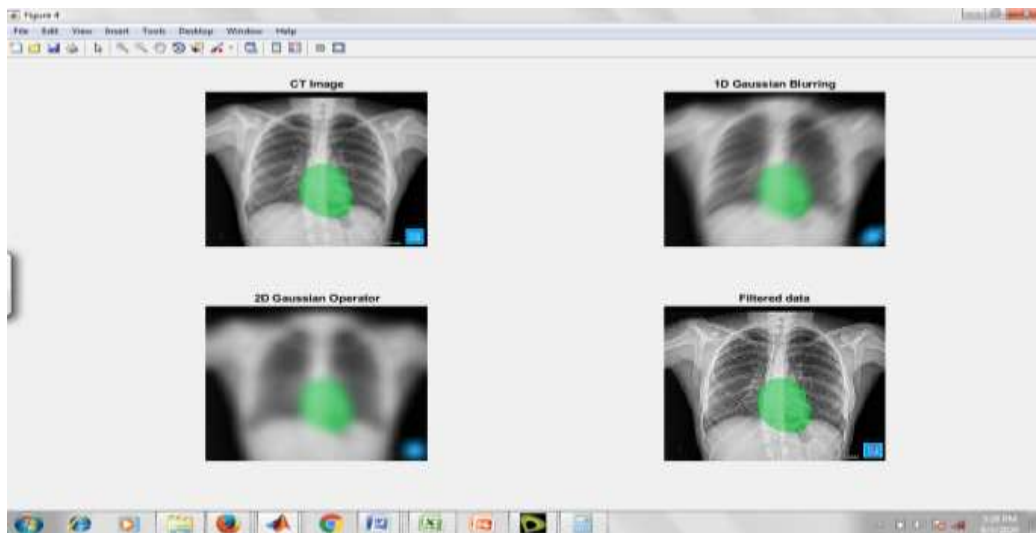 Figure 4
File Edit View Insert Tools Desktop Window Help
CT Image
1D Gaussian Blurring
2D Gaussian Operator
Filtered data